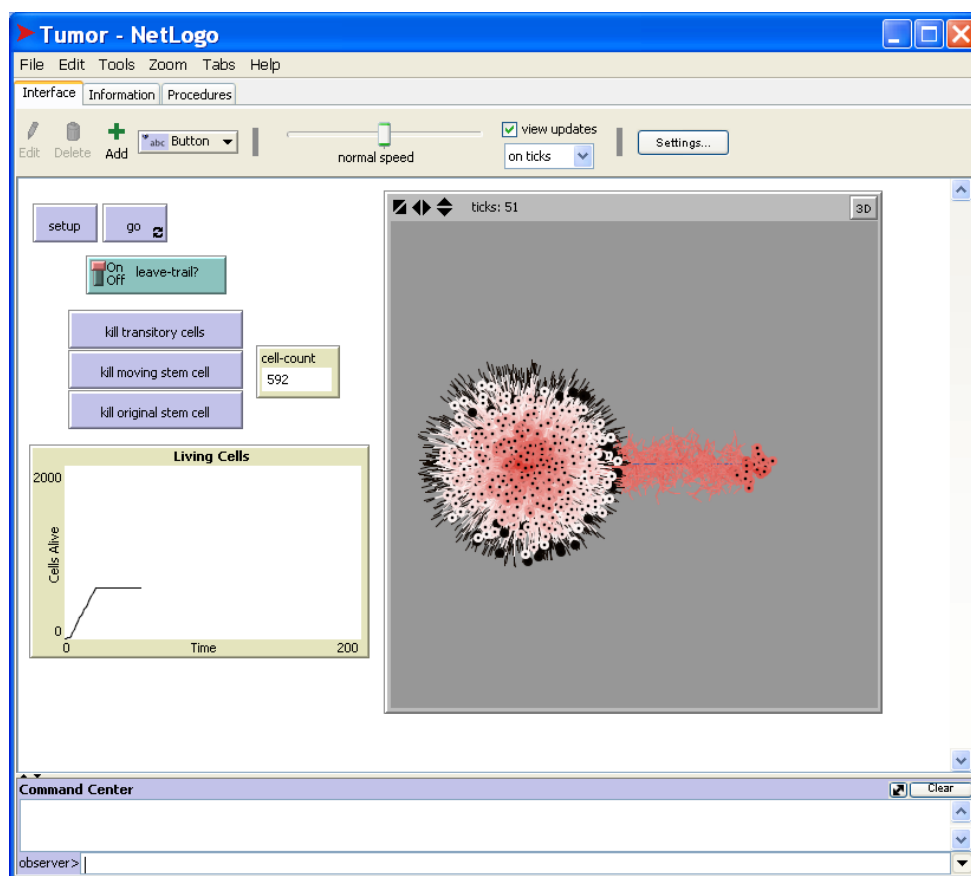 Tumor - NetLogo
File Edit Tools Zoom Tabs Help
Interface Information Procedures
Edit Delete Add abc Button normal speed view updates on ticks Settings...
setup go
ticks: 51 3D
On Off leave-trail?
kill transitory cells
kill moving stem cell
kill original stem cell
cell-count
592
Living Cells
2000
Cells Alive
0
0 Time 200
Command Center Clear
observer>